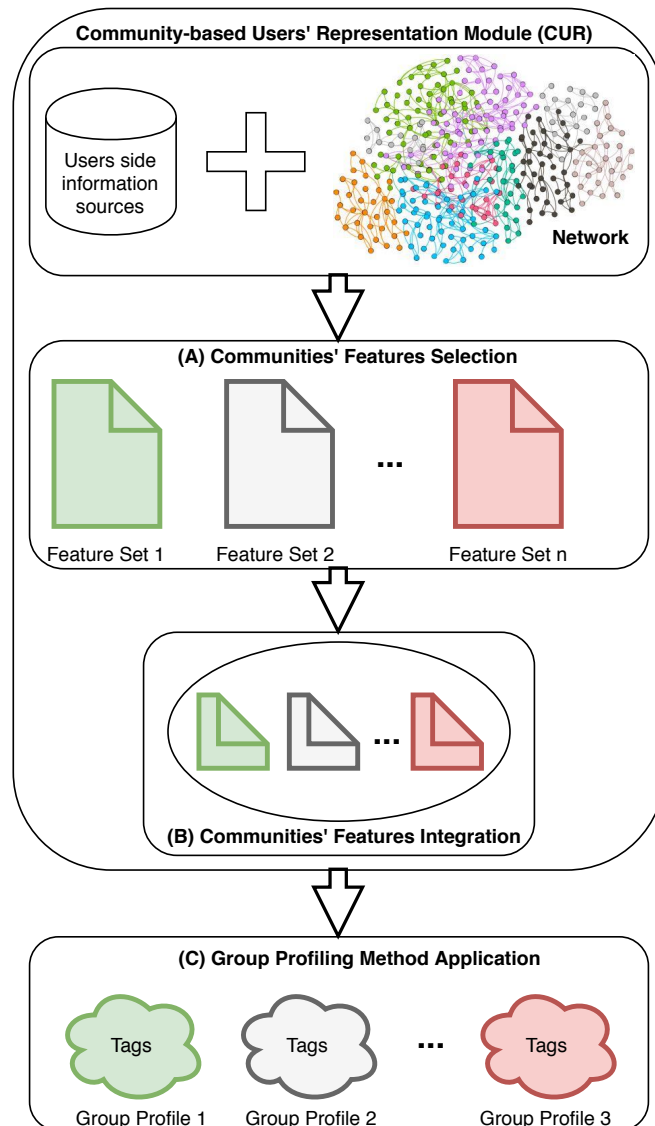 Community-based Users' Representation Module (CUR)
Users side
information
sources
Network
(A) Communities' Features Selection
...
Feature Set 1
Feature Set 2
Feature Set n
...
(B) Communities' Features Integration
(C) Group Profiling Method Application
Tags
Tags
...
Tags
Group Profile 1
Group Profile 2
Group Profile 3